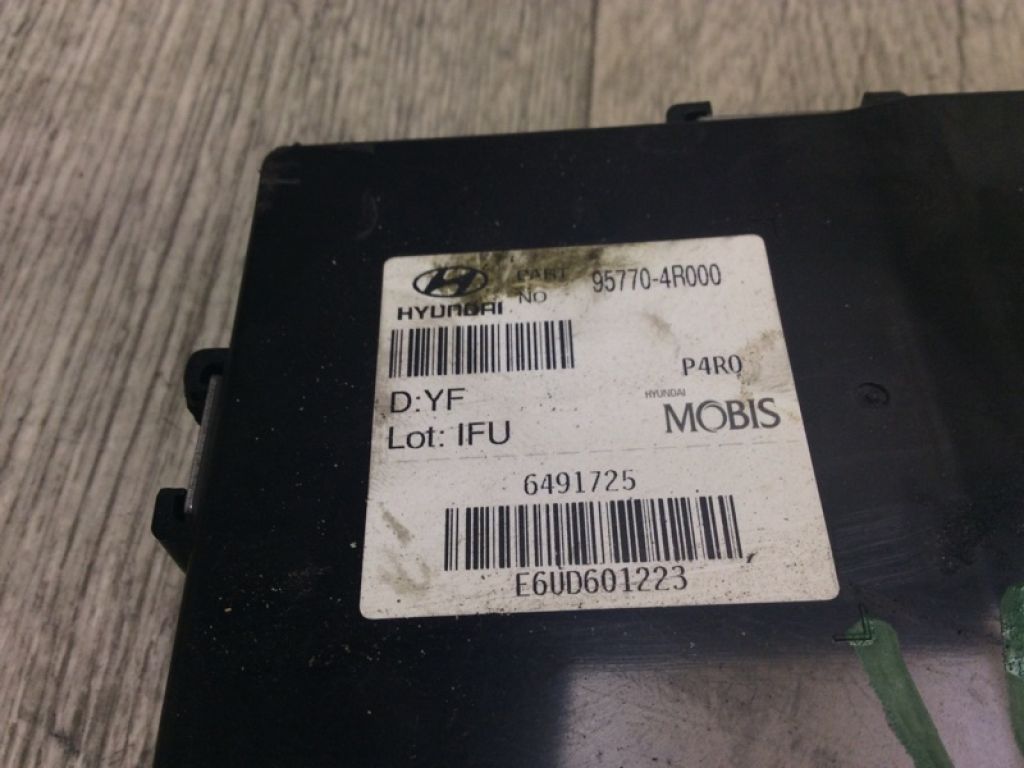 PART NO 95770-4R000
HYUNDAI
P4R0
D:YF
HYUNDAI
MOBIS
Lot: IFU
6491725
E6UD601223